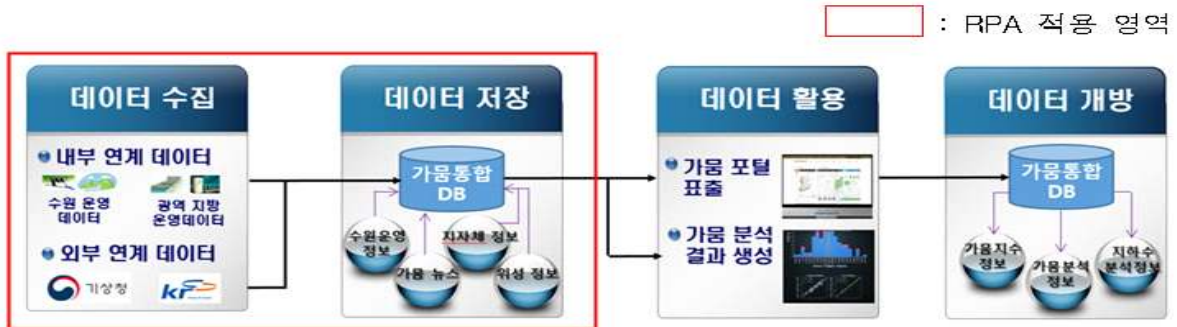 : RPA 적용 영역
데이터 수집
내부 연계 데이터
수원 운영
데이터
광역 지방
운영데이터
외부 연계 데이터
기상청
데이터 저장
가뭄통합
DB
수원운영
정보
지자체 정보
가뭄 뉴스
위성 정보
데이터 활용
가뭄 포털
표출
가뭄 분석
결과 생성
데이터 개방
가뭄통합
DB
가뭄지수
정보
가뭄분석
정보
지하수
분석정보